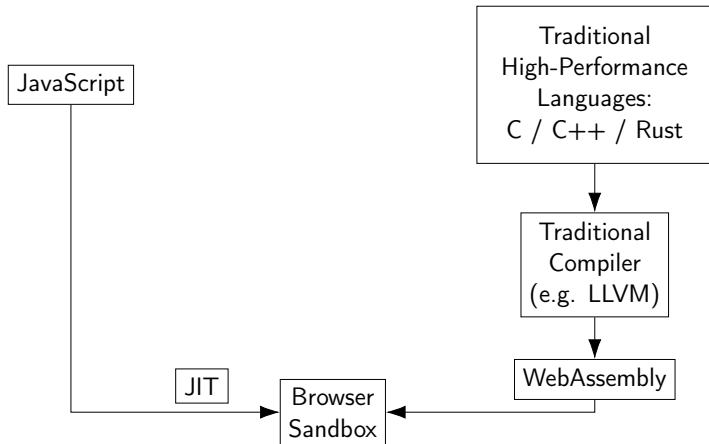 JavaScript
Traditional
High-Performance
Languages:
C / C++ / Rust
Traditional
Compiler
(e.g. LLVM)
WebAssembly
JIT
Browser
Sandbox